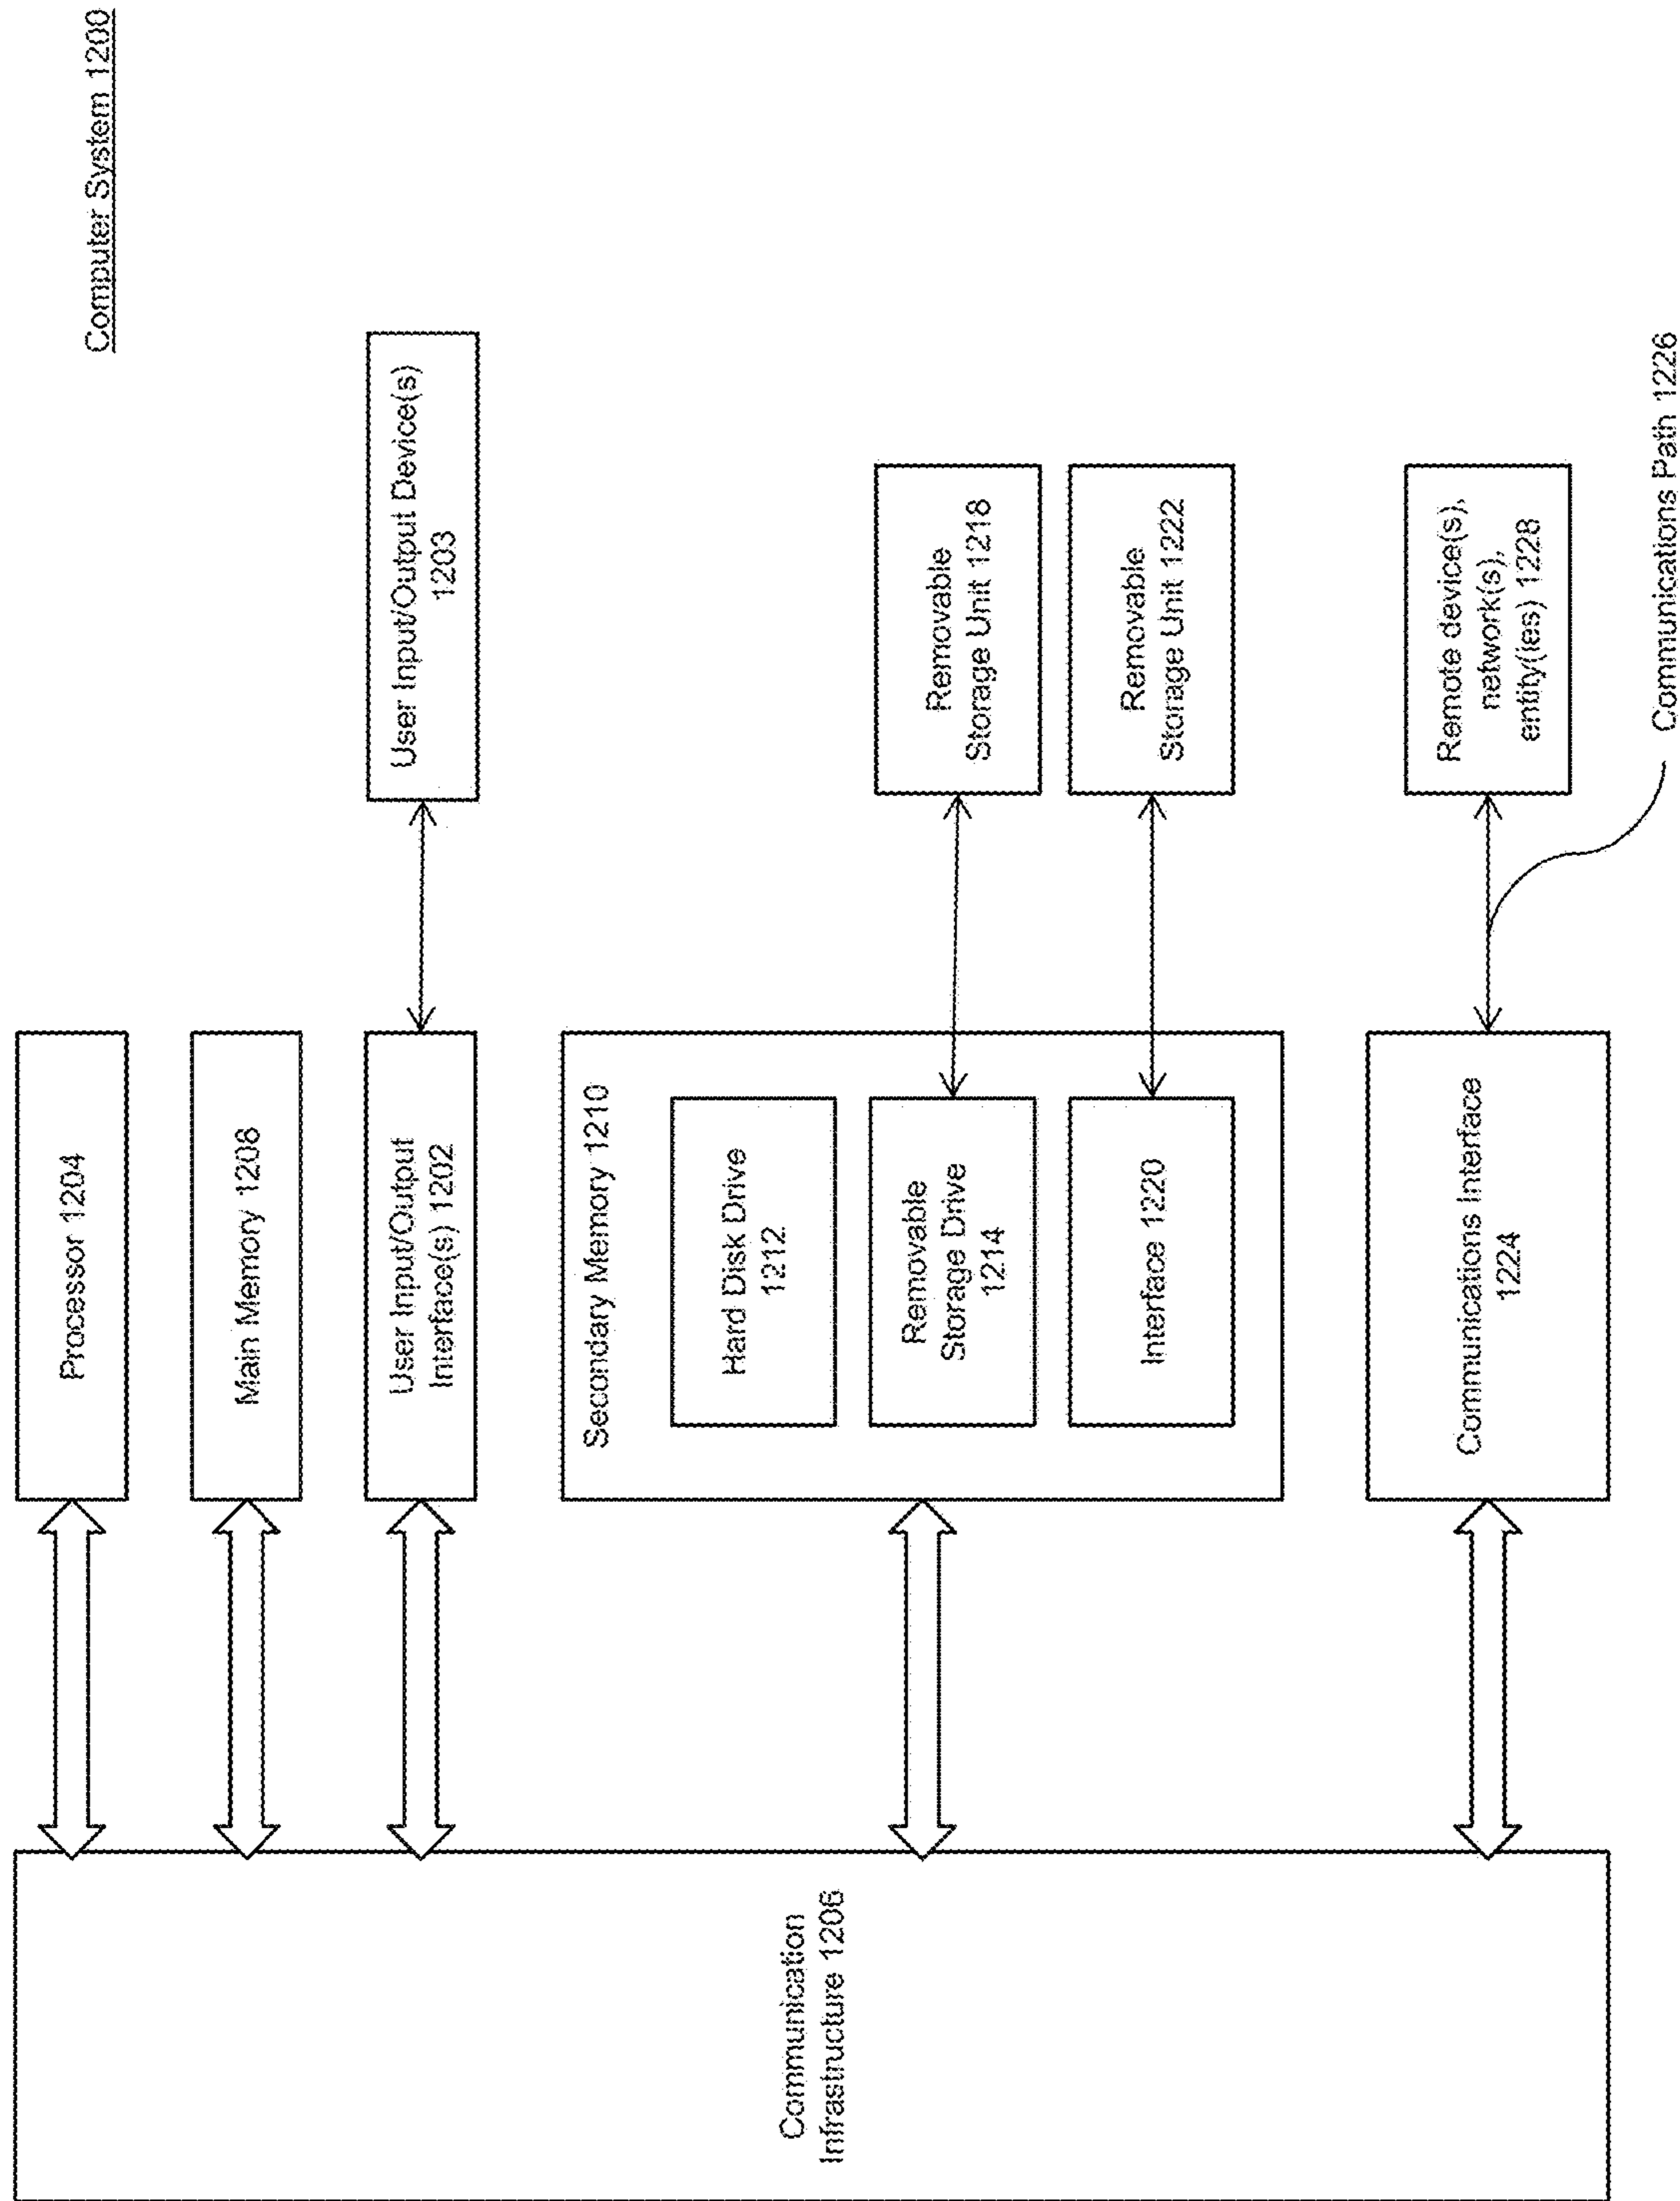 Computer System 1200
Processor 1204
Main Memory 1208
User Input/Output
Interface(s) 1202
User Input/Output Device(s)
1203
Secondary Memory 1210
Hard Disk Drive
1212
Removable
Storage Drive
1214
Interface 1220
Removable
Storage Unit 1218
Removable
Storage Unit 1222
Communications Interface
1224
Remote device(s),
network(s),
entity(ies) 1228
Communications Path 1226
Communication
Infrastructure 1206